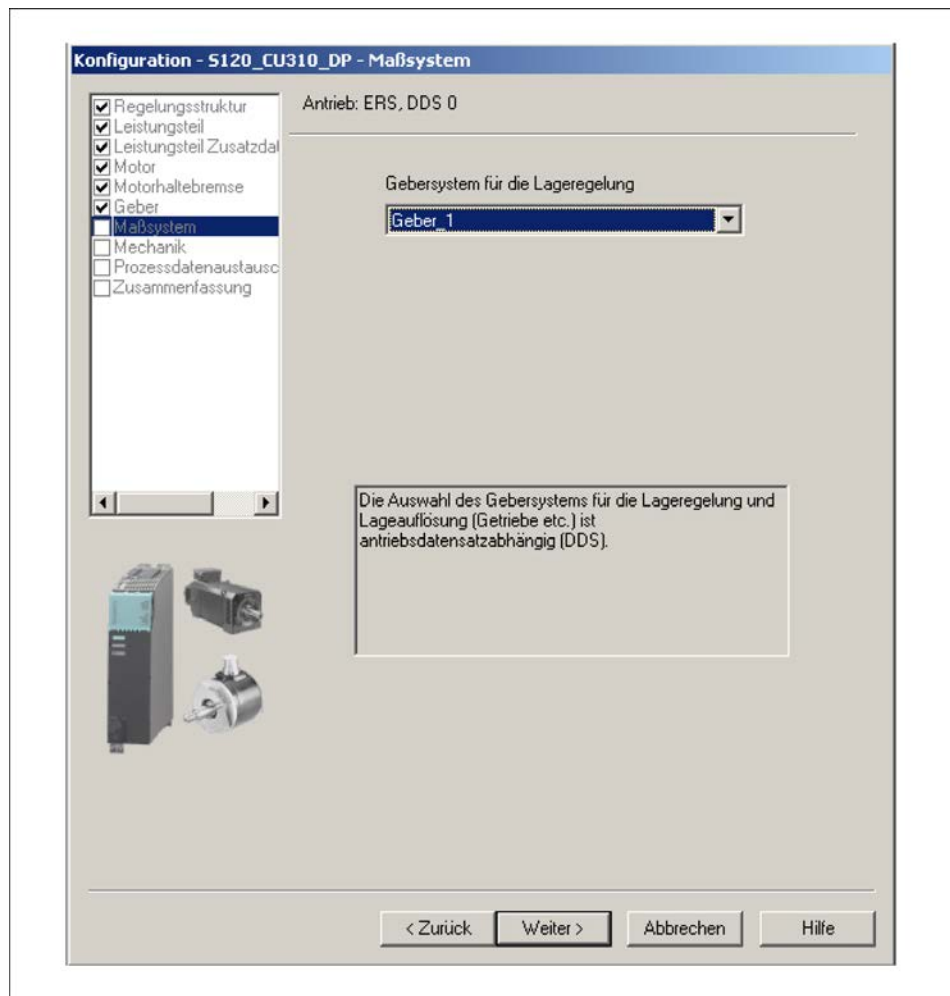 Konfiguration - S120_CU310_DP - Maßsystem
Regelungsstruktur
Leistungsteil
Leistungsteil Zusatzdat
Motor
Motorhaltebremse
Geber
Maßsystem
Mechanik
Prozessdatenaustausc
Zusammenfassung
Antrieb: ERS, DDS 0
Gebersystem für die Lageregelung
Geber_1
Die Auswahl des Gebersystems für die Lageregelung und
Lageauflösung (Getriebe etc.) ist
antriebsdatensatzabhängig (DDS).
< Zurück
Weiter >
Abbrechen
Hilfe